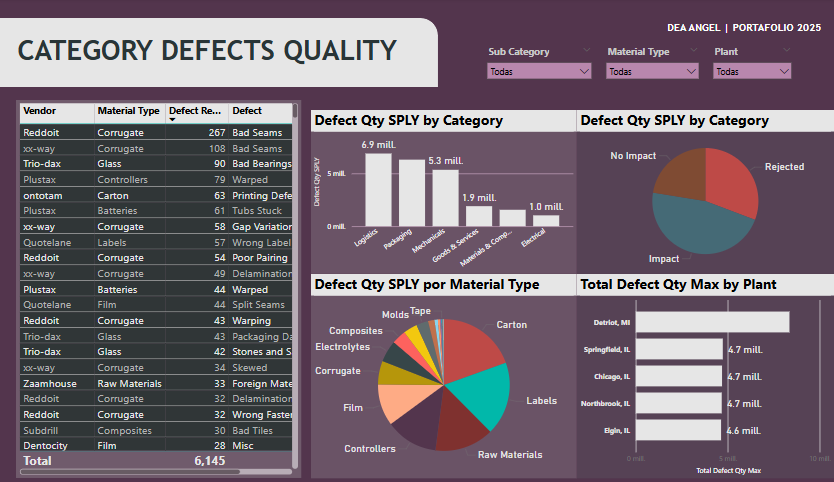 DEA ANGEL | PORTAFOLIO 2025
CATEGORY DEFECTS QUALITY
Sub Category
Material Type
Plant
Todas
Todas
Todas
Vendor Material Type Defect Re... Defect
Reddoit Corrugate 267 Bad Seams
xx-way Corrugate 108 Bad Seams
Trio-dax Glass 90 Bad Bearings
Plustax Controllers 79 Warped
ontotam Carton 63 Printing Defe
Plustax Batteries 61 Tubs Stuck
xx-way Corrugate 58 Gap Variation
Quotelane Labels 57 Wrong Label
Reddoit Corrugate 54 Poor Pairing
xx-way Corrugate 49 Delamination
Plustax Batteries 44 Warped
Quotelane Film 44 Split Seams
Reddoit Corrugate 43 Warping
Trio-dax Glass 43 Packaging Da
Trio-dax Glass 42 Stones and S
xx-way Corrugate 34 Skewed
Zaamhouse Raw Materials 33 Foreign Mate
Reddoit Corrugate 32 Delamination
Reddoit Corrugate 32 Wrong Faster
Subdrill Composites 30 Bad Tiles
Dentocity Film 28 Misc
Total 6,145
Defect Qty SPLY by Category
Defect Qty SPLY
5 mill.
0 mill.
6.9 mill.
5.3 mill.
1.9 mill.
1.0 mill.
Logistics
Packaging
Mechanicals
Goods & Services
Materials & Comp...
Electrical
Defect Qty SPLY by Category
No Impact
Rejected
Impact
Defect Qty SPLY por Material Type
Molds
Tape
Composites
Electrolytes
Corrugate
Film
Controllers
Carton
Labels
Raw Materials
Total Defect Qty Max by Plant
Detriot, MI
Springfield, IL 4.7 mill.
Chicago, IL 4.7 mill.
Northbrook, IL 4.7 mill.
Elgin, IL 4.6 mill.
0 mill. 5 mill. 10 mill.
Total Defect Qty Max